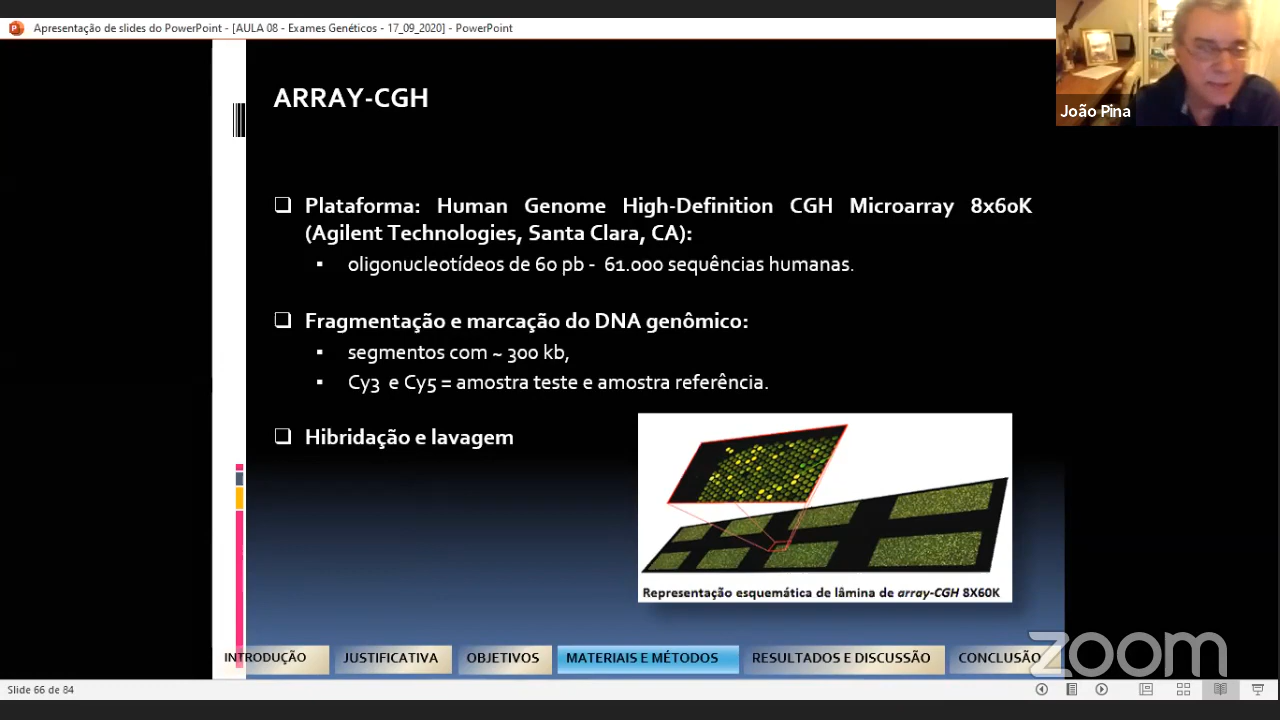 Apresentação de slides do PowerPoint - [AULA 08 - Exames Genéticos - 17_09_2020] - PowerPoint
João Pina
ARRAY-CGH
Plataforma: Human Genome High-Definition CGH Microarray 8x60K
(Agilent Technologies, Santa Clara, CA):
oligonucleotídeos de 60 pb - 61.000 sequências humanas.
Fragmentação e marcação do DNA genômico:
segmentos com ~ 300 kb,
Cy3 e Cy5 = amostra teste e amostra referência.
Hibridação e lavagem
Representação esquemática de lâmina de array-CGH 8X60K
INTRODUÇÃO JUSTIFICATIVA OBJETIVOS MATERIAIS E MÉTODOS RESULTADOS E DISCUSSÃO CONCLUSÃO
zoom
Slide 66 de 84